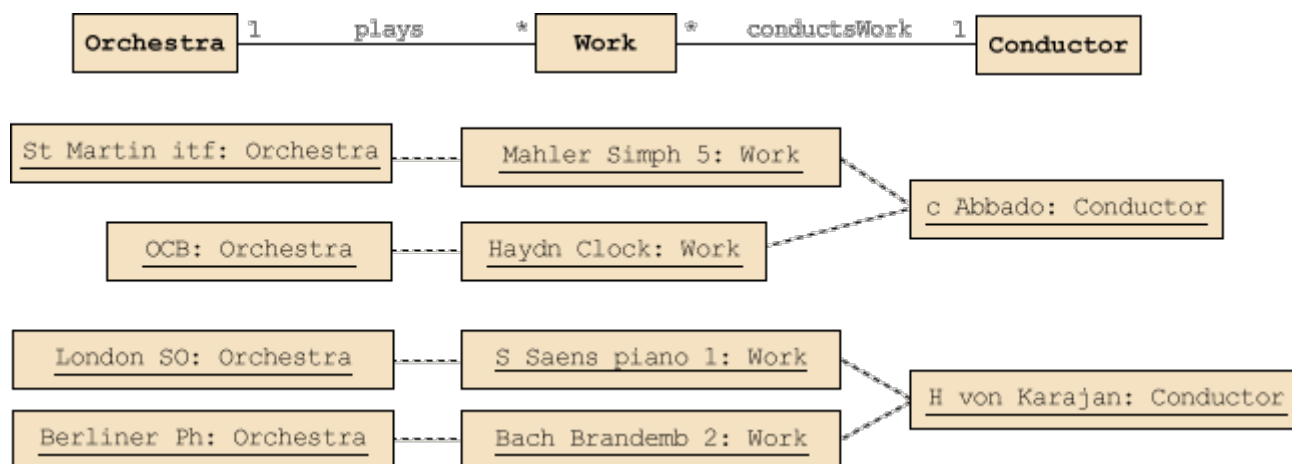 Orchestra 1 plays * Work * conductsWork 1 Conductor
St Martin itf: Orchestra
Mahler Simph 5: Work
c Abbado: Conductor
OCB: Orchestra
Haydn Clock: Work
London SO: Orchestra
S Saens piano 1: Work
H von Karajan: Conductor
Berliner Ph: Orchestra
Bach Brandemb 2: Work